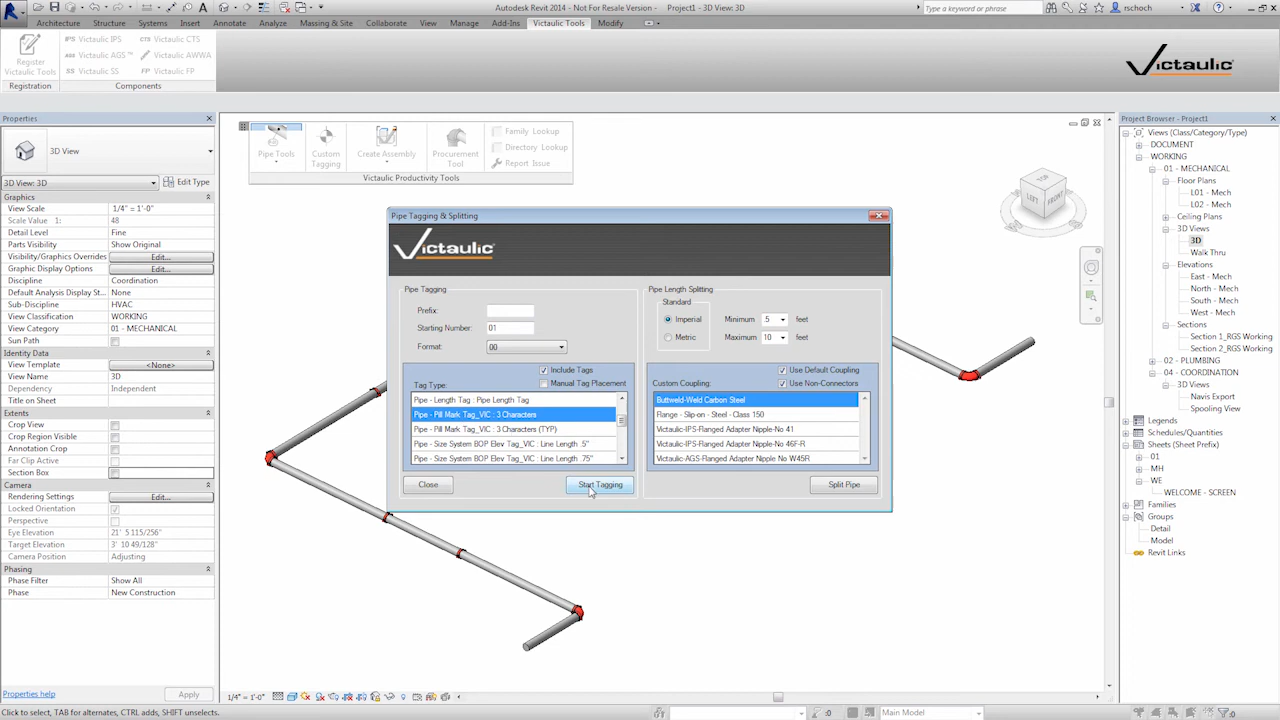 Autodesk Revit 2014 - Not For Resale Version - Project1 - 3D View: 3D
Type a keyword or phrase
rschoch
Architecture Structure Systems Insert Annotate Analyze Massing & Site Collaborate View Manage Add-Ins Victaulic Tools Modify
Register
Victaulic Tools
Registration
IPS Victaulic IPS
CTS Victaulic CTS
AGS Victaulic AGS™
Victaulic AWWA
SS Victaulic SS
FP Victaulic FP
Components
Victaulic
Properties
3D View
3D View: 3D
Edit Type
Graphics
View Scale 1/4" = 1'-0"
Scale Value 1: 48
Detail Level Fine
Parts Visibility Show Original
Visibility/Graphics Overrides Edit...
Graphic Display Options Edit...
Discipline Coordination
Default Analysis Display St... None
Sub-Discipline HVAC
View Classification WORKING
View Category 01 - MECHANICAL
Sun Path
Identity Data
View Template <None>
View Name 3D
Dependency Independent
Title on Sheet
Extents
Crop View
Crop Region Visible
Annotation Crop
Far Clip Active
Section Box
Camera
Rendering Settings Edit...
Locked Orientation
Perspective
Eye Elevation 21' 5 115/256"
Target Elevation 3' 10 49/128"
Camera Position Adjusting
Phasing
Phase Filter Show All
Phase New Construction
Properties help
Apply
Pipe Tools
Custom
Tagging
Create Assembly
Procurement
Tool
Family Lookup
Directory Lookup
Report Issue
Victaulic Productivity Tools
TOP
LEFT
FRONT
Pipe Tagging & Splitting
Victaulic
Pipe Tagging
Prefix:
Starting Number: 01
Format: 00
Include Tags
Manual Tag Placement
Tag Type:
Pipe - Length Tag : Pipe Length Tag
Pipe - Pill Mark Tag_VIC : 3 Characters
Pipe - Pill Mark Tag_VIC : 3 Characters (TYP)
Pipe - Size System BOP Elev Tag_VIC : Line Length .5"
Pipe - Size System BOP Elev Tag_VIC : Line Length .75"
Close
Start Tagging
Pipe Length Splitting
Standard
Imperial
Metric
Minimum .5 feet
Maximum 10 feet
Use Default Coupling
Use Non-Connectors
Custom Coupling:
Buttweld-Weld Carbon Steel
Flange - Slip-on - Steel - Class 150
Victaulic-IPS-Flanged Adapter Nipple-No 41
Victaulic-IPS-Flanged Adapter Nipple-No 46F-R
Victaulic-AGS-Flanged Adapter Nipple No W45R
Split Pipe
Project Browser - Project1
Views (Class/Category/Type)
DOCUMENT
WORKING
01 - MECHANICAL
Floor Plans
L01 - Mech
L02 - Mech
Ceiling Plans
3D Views
3D
Walk Thru
Elevations
East - Mech
North - Mech
South - Mech
West - Mech
Sections
Section 1_RGS Working
Section 2_RGS Working
02 - PLUMBING
04 - COORDINATION
3D Views
Navis Export
Spooling View
Legends
Schedules/Quantities
Sheets (Sheet Prefix)
01
MH
WE
WELCOME - SCREEN
Families
Groups
Detail
Model
Revit Links
1/4" = 1'-0"
Click to select, TAB for alternates, CTRL adds, SHIFT unselects.
:0
Main Model
:0